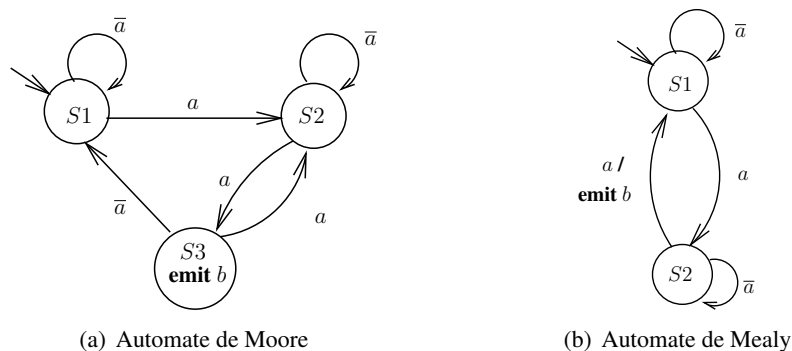 a̅
a̅
a̅
S1
S1
a
S2
a /
emit b
a
a
a̅
a
S3
emit b
S2
a̅
(a) Automate de Moore
(b) Automate de Mealy